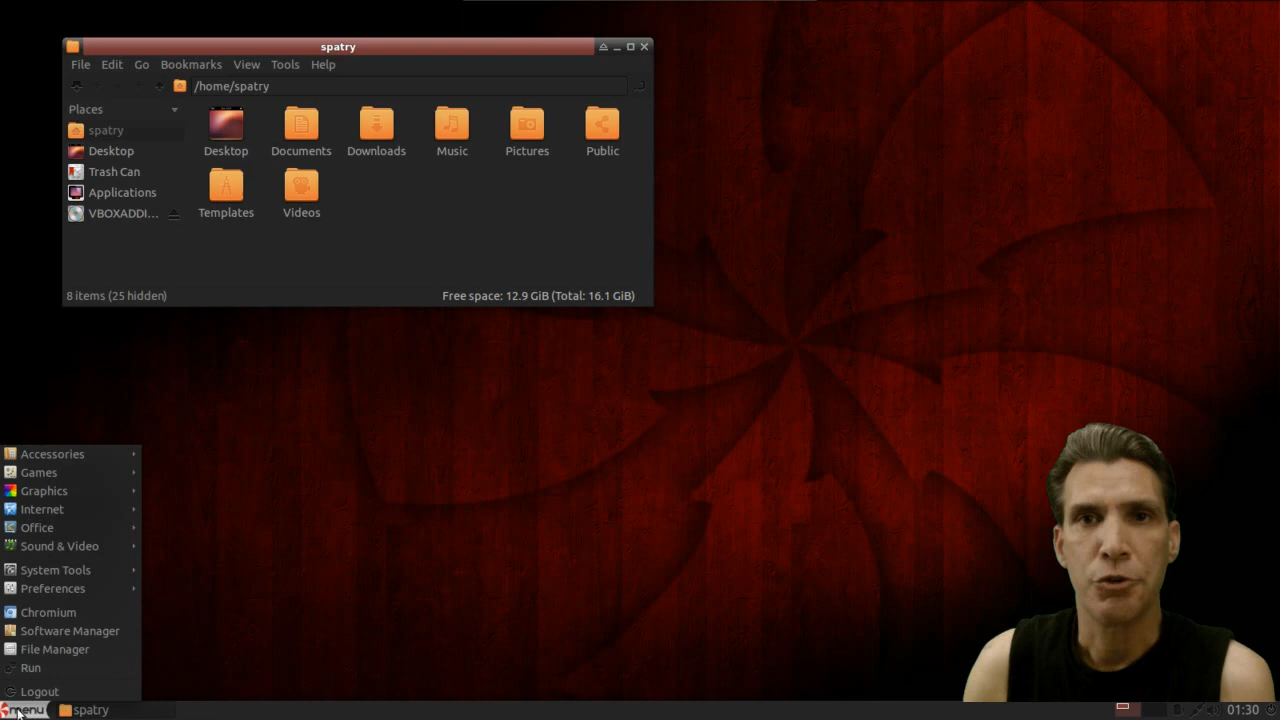 spatry
File Edit Go Bookmarks View Tools Help
/home/spatry
Places
spatry
Desktop
Trash Can
Applications
VBOXADDI...
Desktop Documents Downloads Music Pictures Public
Templates Videos
8 items (25 hidden) Free space: 12.9 GiB (Total: 16.1 GiB)
Accessories
Games
Graphics
Internet
Office
Sound & Video
System Tools
Preferences
Chromium
Software Manager
File Manager
Run
Logout
menu spatry 01:30